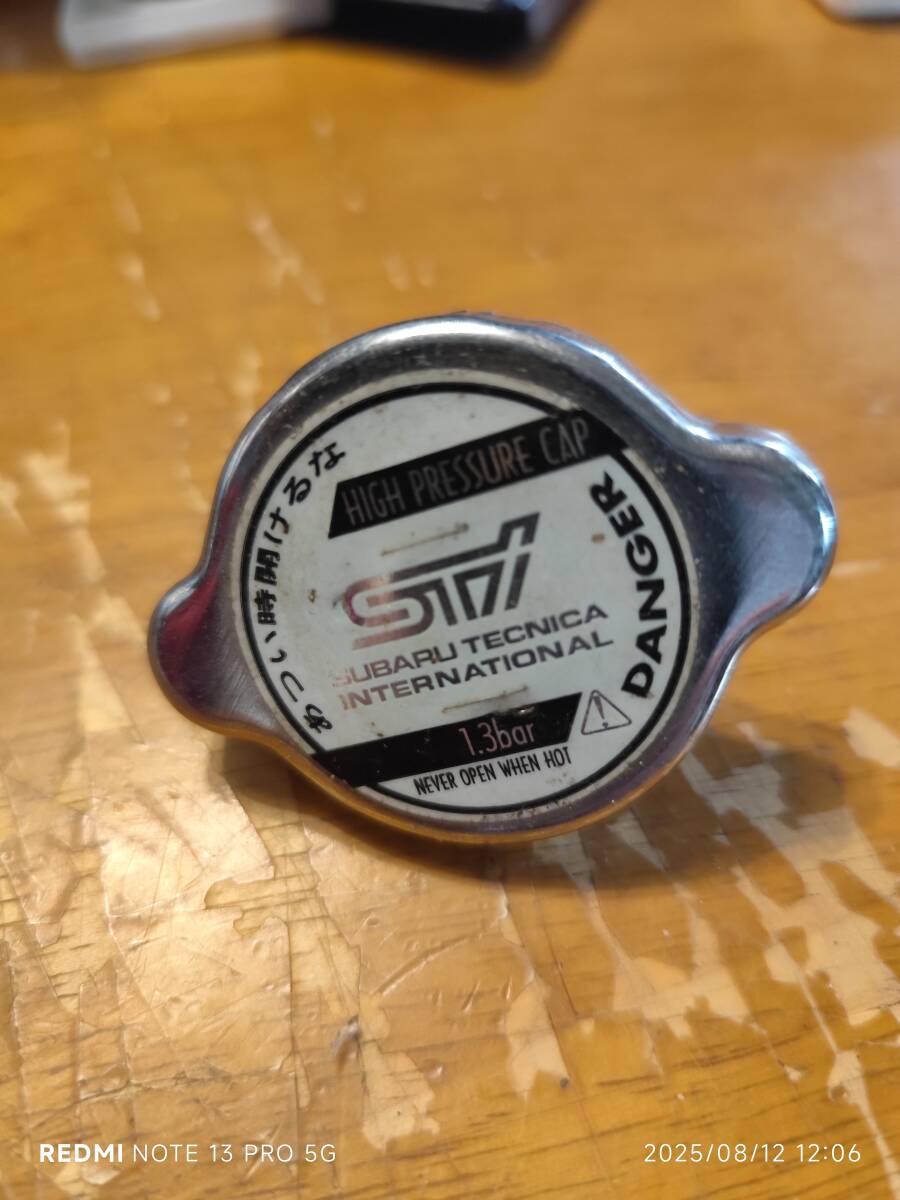 HIGH PRESSURE CAP
STi
SUBARU TECNICA
INTERNATIONAL
1.3bar
NEVER OPEN WHEN HOT
DANGER
あつい時開けるな
REDMI NOTE 13 PRO 5G
2025/08/12 12:06